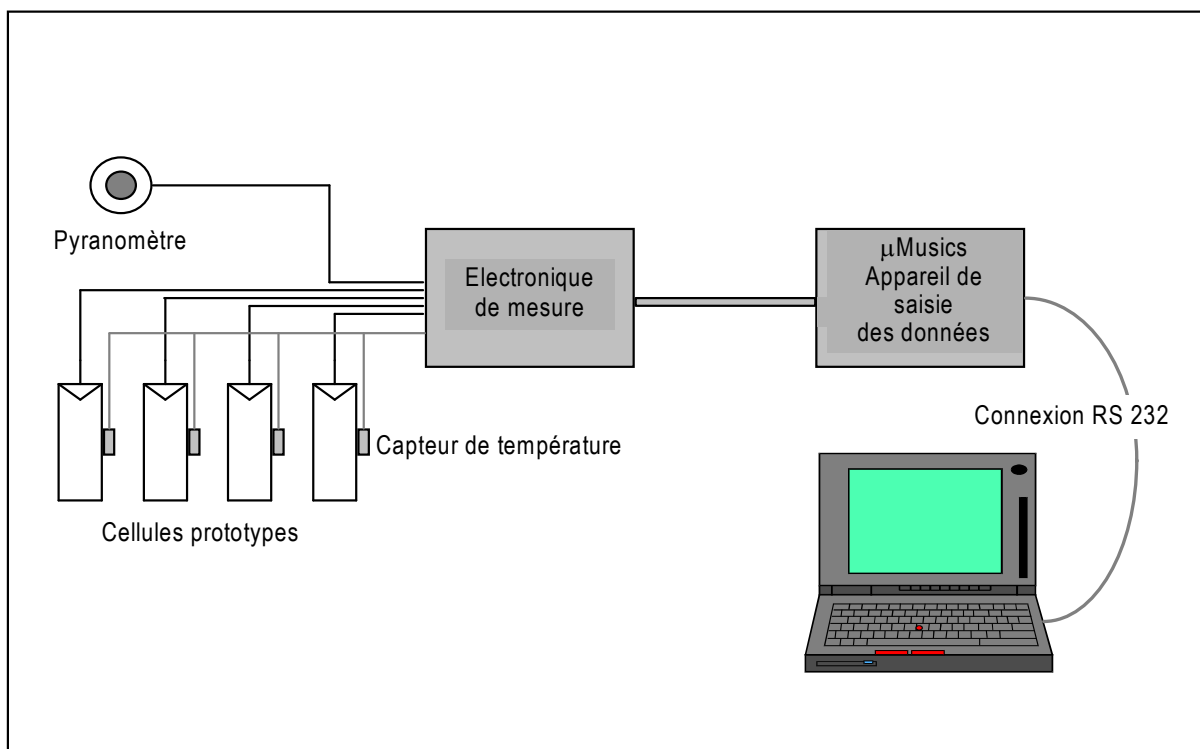 Pyranomètre
Electronique
de mesure
μMusics
Appareil de
saisie
des données
Connexion RS 232
Capteur de température
Cellules prototypes